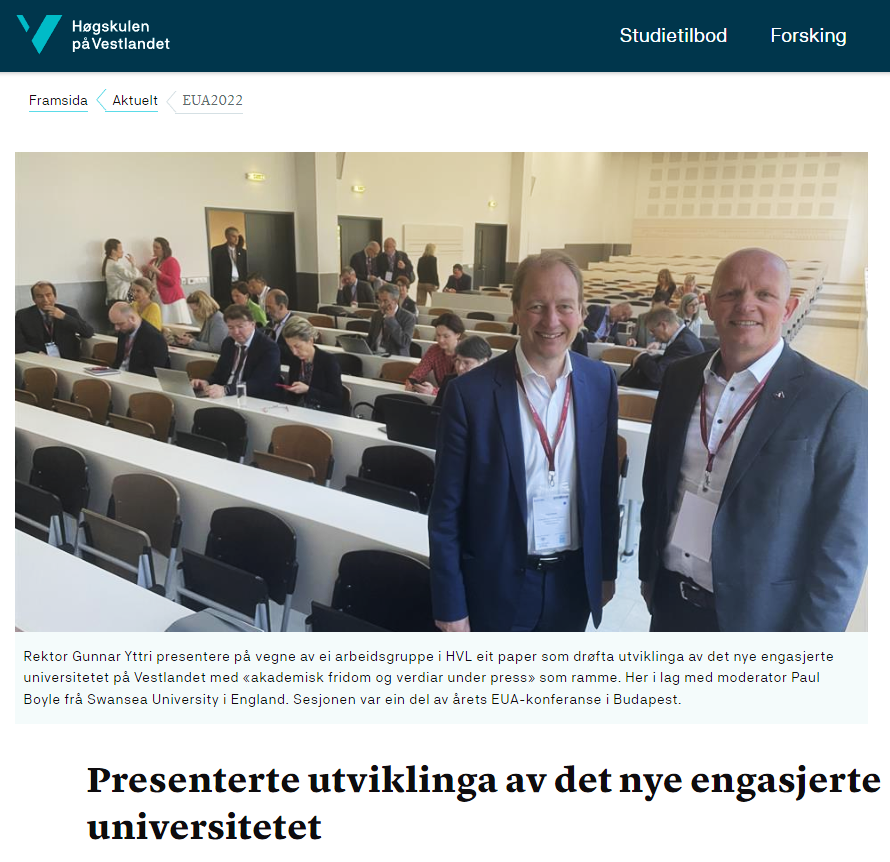 Høgskulen
på Vestlandet
Studietilbod
Forsking
Framsida
Aktuelt
EUA2022
Rektor Gunnar Yttri presentere på vegne av ei arbeidsgruppe i HVL eit paper som drøfta utviklinga av det nye engasjerte
universitetet på Vestlandet med «akademisk fridom og verdiar under press» som ramme. Her i lag med moderator Paul
Boyle frå Swansea University i England. Sesjonen var ein del av årets EUA-konferanse i Budapest.
Presenterte utviklinga av det nye engasjerte
universitetet